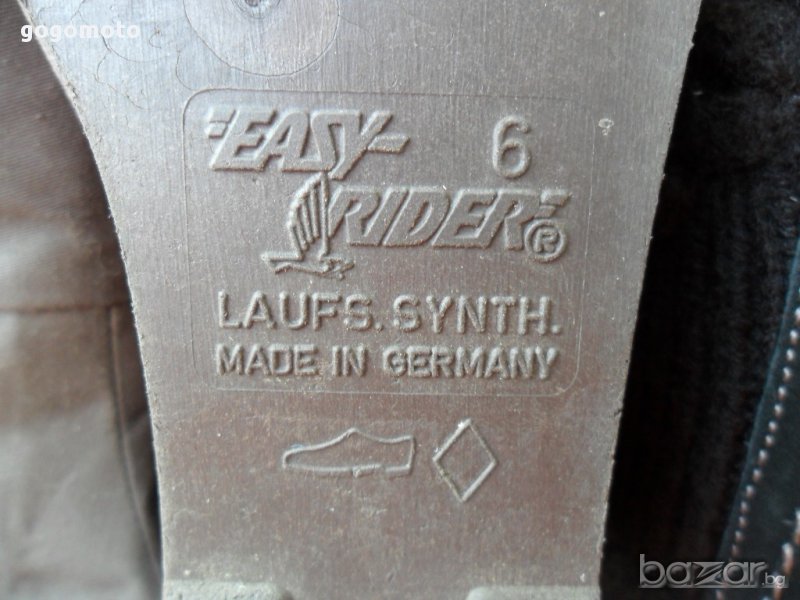 gogomoto
EASY 6
RIDER ®
LAUFS. SYNTH.
MADE IN GERMANY
bazar.bg